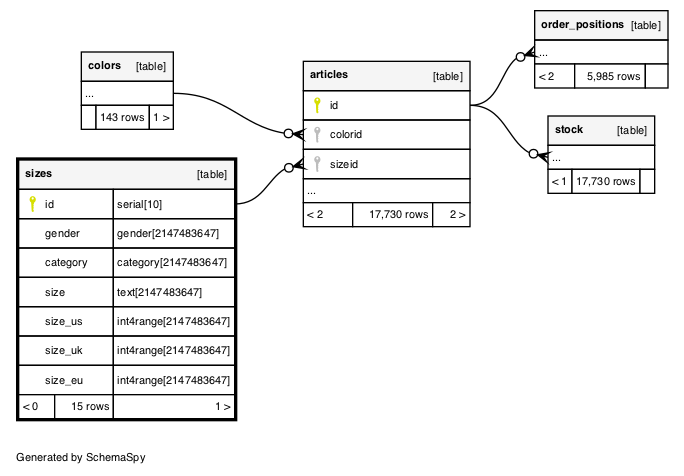 order_positions [table]
...
< 2 5,985 rows
colors [table]
...
143 rows 1 >
articles [table]
id
colorid
sizeid
...
< 2 17,730 rows 2 >
stock [table]
...
< 1 17,730 rows
sizes [table]
id serial[10]
gender gender[2147483647]
category category[2147483647]
size text[2147483647]
size_us int4range[2147483647]
size_uk int4range[2147483647]
size_eu int4range[2147483647]
< 0 15 rows 1 >
Generated by SchemaSpy